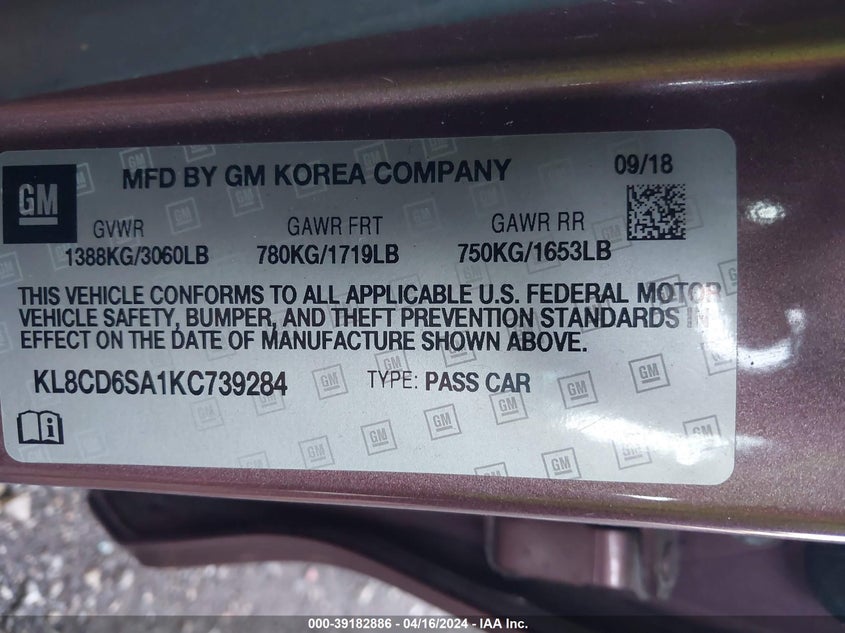 GM
MFD BY GM KOREA COMPANY 09/18
GVWR GAWR FRT GAWR RR
1388KG/3060LB 780KG/1719LB 750KG/1653LB
THIS VEHICLE CONFORMS TO ALL APPLICABLE U.S. FEDERAL MOTOR
VEHICLE SAFETY, BUMPER, AND THEFT PREVENTION STANDARDS IN
EFFECT ON THE DATE OF MANUFACTURE SHOWN ABOVE.
KL8CD6SA1KC739284 TYPE: PASS CAR
000-39182886 - 04/16/2024 - IAA Inc.